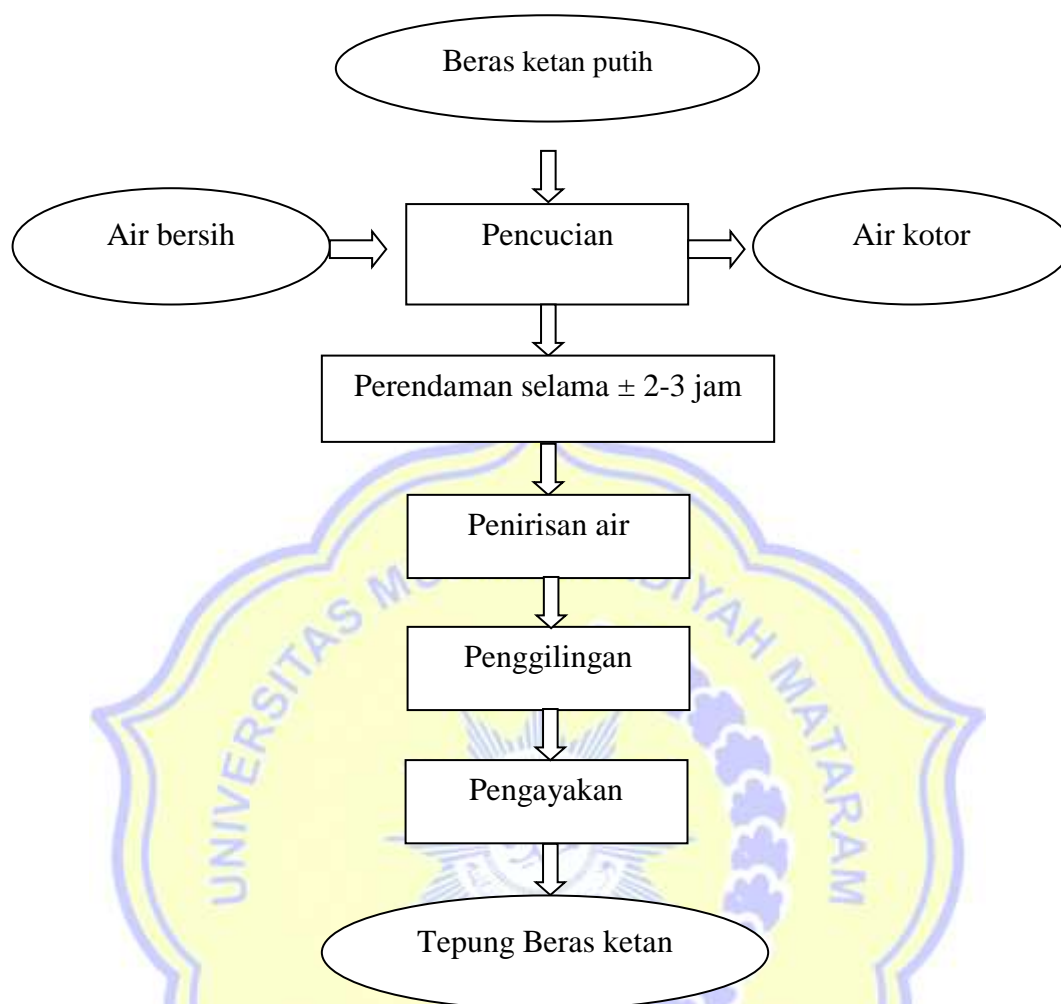 Beras ketan putih
Air bersih
Pencucian
Air kotor
Perendaman selama ± 2-3 jam
Penirisan air
Penggilingan
Pengayakan
Tepung Beras ketan
UNIVERSITAS MATARAM